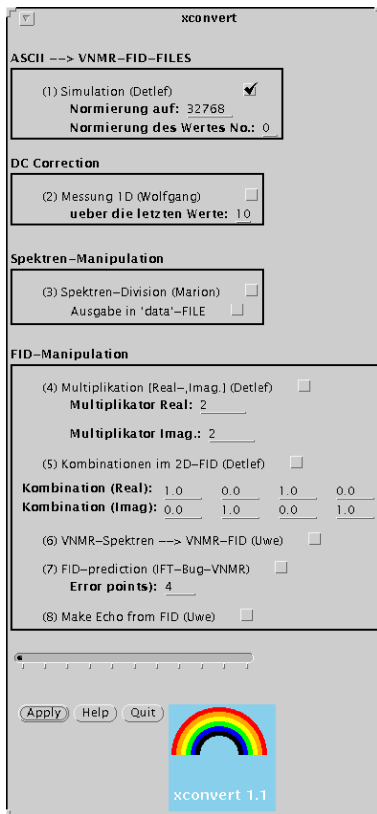 xconvert
ASCII --> VNMR-FID-FILES
(1) Simulation (Detlef)
Normierung auf: 32768
Normierung des Wertes No.: 0
DC Correction
(2) Messung 1D (Wolfgang)
ueber die letzten Werte: 10
Spektren-Manipulation
(3) Spektren-Division (Marion)
Ausgabe in 'data'-FILE
FID-Manipulation
(4) Multiplikation [Real-,Imag.] (Detlef)
Multiplikator Real: 2
Multiplikator Imag.: 2
(5) Kombinationen im 2D-FID (Detlef)
Kombination (Real): 1.0 0.0 1.0 0.0
Kombination (Imag): 0.0 1.0 0.0 1.0
(6) VNMR-Spektren --> VNMR-FID (Uwe)
(7) FID-prediction (IFT-Bug-VNMR)
Error points): 4
(8) Make Echo from FID (Uwe)
Apply Help Quit
xconvert 1.1